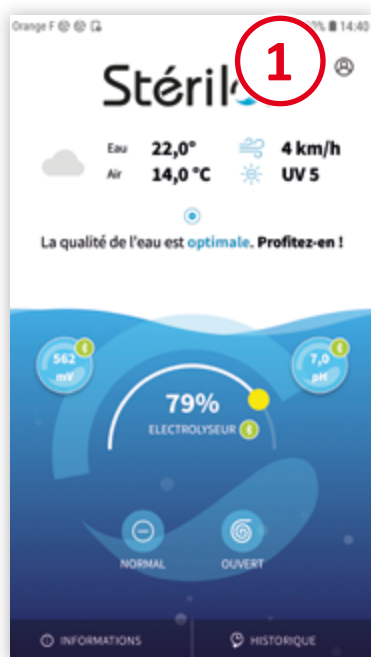 Orange F 14:40
1
Stéril
Eau 22,0° 4 km/h
Air 14,0 °C UV 5
La qualité de l'eau est optimale. Profitez-en !
562 mV
7,0 pH
79%
ELECTROLYSEUR
NORMAL OUVERT
INFORMATIONS HISTORIQUE